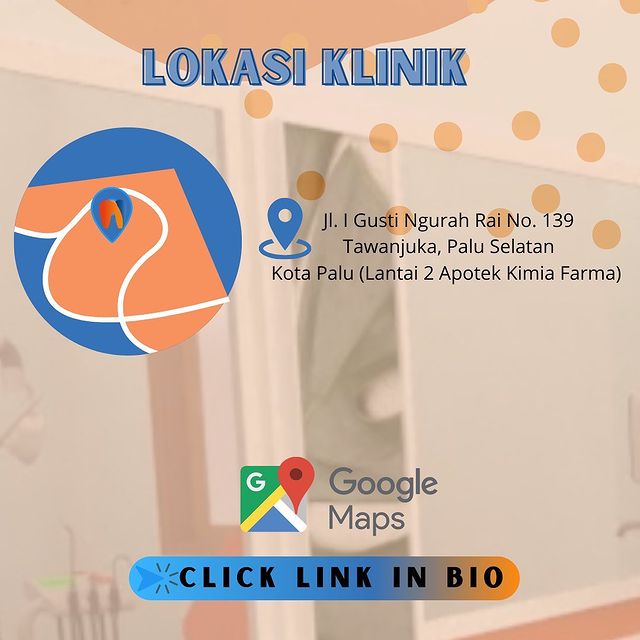 LOKASI KLINIK
Jl. I Gusti Ngurah Rai No. 139
Tawanjuka, Palu Selatan
Kota Palu (Lantai 2 Apotek Kimia Farma)
G
Google
Maps
CLICK LINK IN BIO